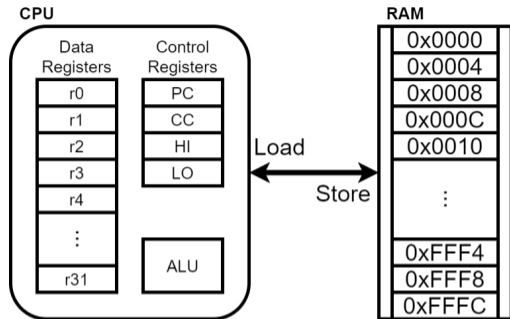 CPU
Data
Registers
r0
r1
r2
r3
r4
⋮
r31
Control
Registers
PC
CC
HI
LO
ALU
Load
Store
RAM
0x0000
0x0004
0x0008
0x000C
0x0010
⋮
0xFFF4
0xFFF8
0xFFFC